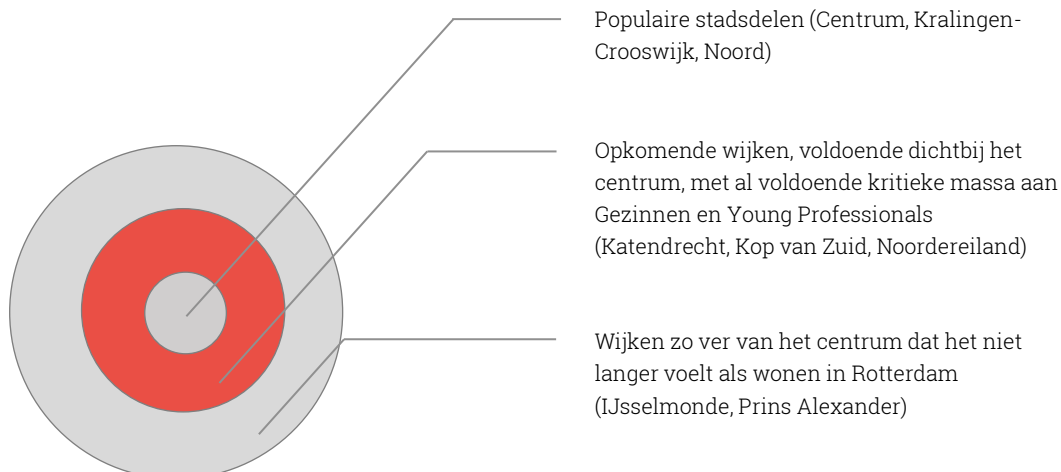 Populaire stadsdelen (Centrum, Kralingen-
Crooswijk, Noord)
Opkomende wijken, voldoende dichtbij het
centrum, met al voldoende kritieke massa aan
Gezinnen en Young Professionals
(Katendrecht, Kop van Zuid, Noordereiland)
Wijken zo ver van het centrum dat het niet
langer voelt als wonen in Rotterdam
(IJsselmonde, Prins Alexander)